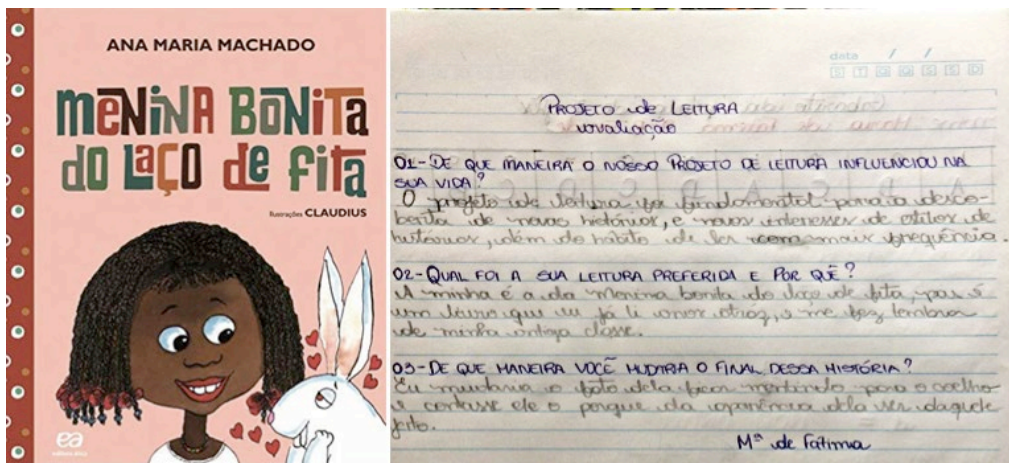 ANA MARIA MACHADO
MENINA BONITA
do LAÇO de fita
Ilustrações CLAUDIUS
ea
editora ática
data / /
S T Q Q S S D
PROJETO de LEITURA
avaliação
01- DE QUE MANEIRA O NOSSO PROJETO DE LEITURA INFLUENCIOU NA
SUA VIDA?
O projeto de leitura foi fundamental para a desco-
berta de novas histórias, e novos interesses de estilos de
histórias, além do hábito de ler com mais frequência.
02- QUAL FOI A SUA LEITURA PREFERIDA E POR QUÊ?
A minha é a da Menina bonita do laço de fita, pois é
um livro que eu já li anos atrás, e me fez lembrar
de minha antiga classe.
03- DE QUE MANEIRA VOCÊ MUDARIA O FINAL DESSA HISTÓRIA?
Eu mudaria o fato dela ficar mentindo para o coelho
e contasse ele o porque da aparência dela ser daquele
jeito.
Mª de Fátima